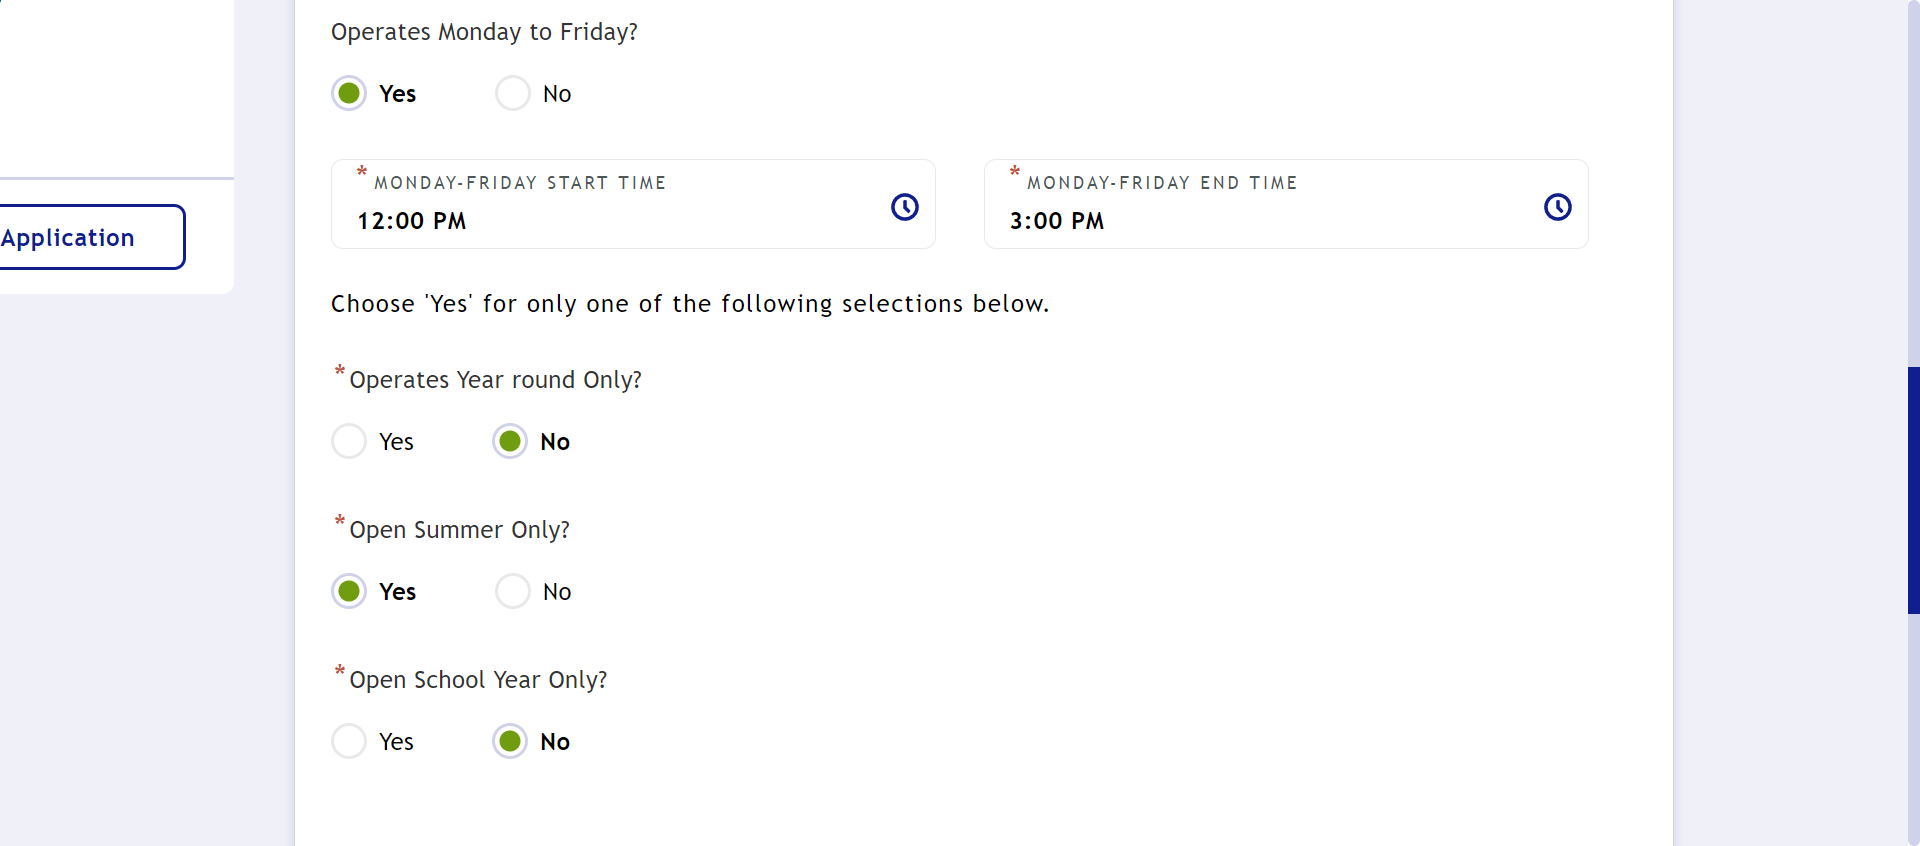 Operates Monday to Friday?
Yes No
* MONDAY-FRIDAY START TIME
12:00 PM
* MONDAY-FRIDAY END TIME
3:00 PM
Application
Choose 'Yes' for only one of the following selections below.
*Operates Year round Only?
Yes No
*Open Summer Only?
Yes No
*Open School Year Only?
Yes No